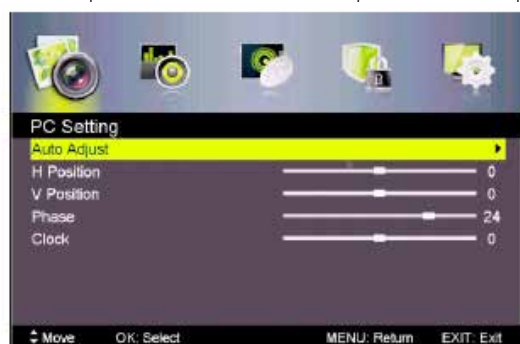 PC Setting
Auto Adjust
H Position 0
V Position 0
Phase 24
Clock 0
Move OK: Select MENU: Return EXIT: Exit